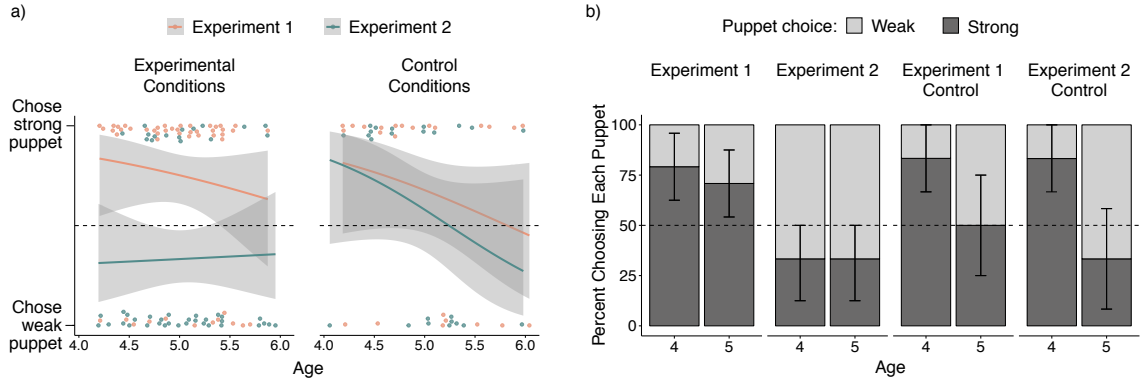 a)
Experiment 1 Experiment 2
Experimental
Conditions
Control
Conditions
Chose
strong
puppet
Chose
weak
puppet
4.0 4.5 5.0 5.5 6.0
4.0 4.5 5.0 5.5 6.0
Age
b)
Puppet choice: Weak Strong
Experiment 1
Experiment 2
Experiment 1
Control
Experiment 2
Control
Percent Choosing Each Puppet
100
75
50
25
0
4 5
4 5
4 5
4 5
Age